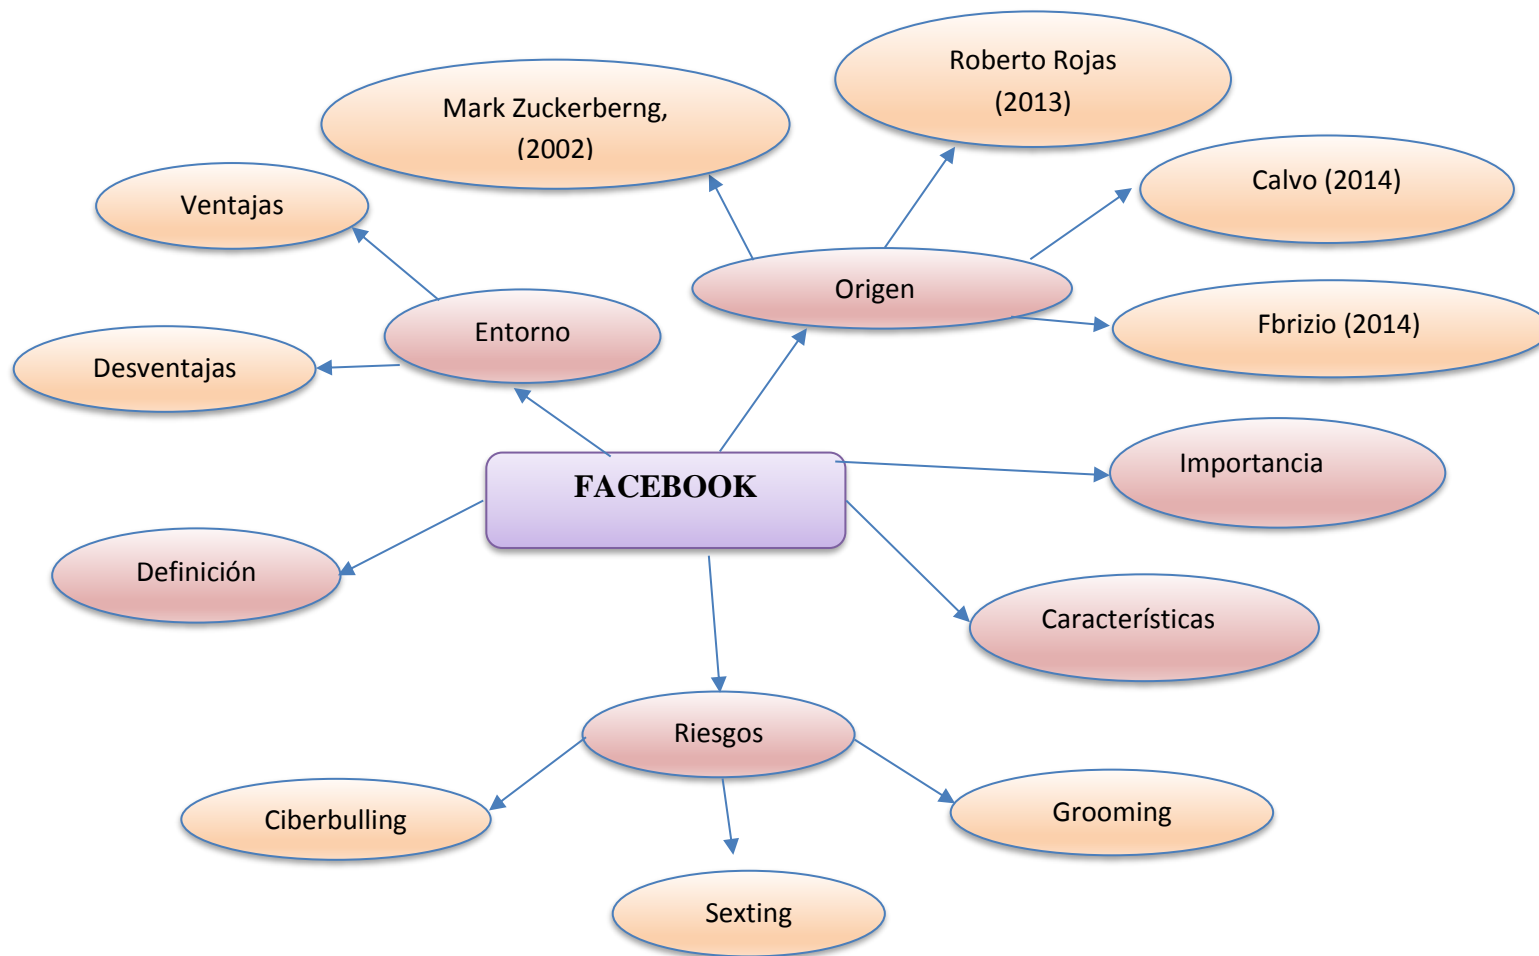 Roberto Rojas
(2013)
Mark Zuckerberng,
(2002)
Calvo (2014)
Ventajas
Origen
Fbrizio (2014)
Entorno
Desventajas
Importancia
FACEBOOK
Definición
Características
Riesgos
Ciberbulling
Grooming
Sexting